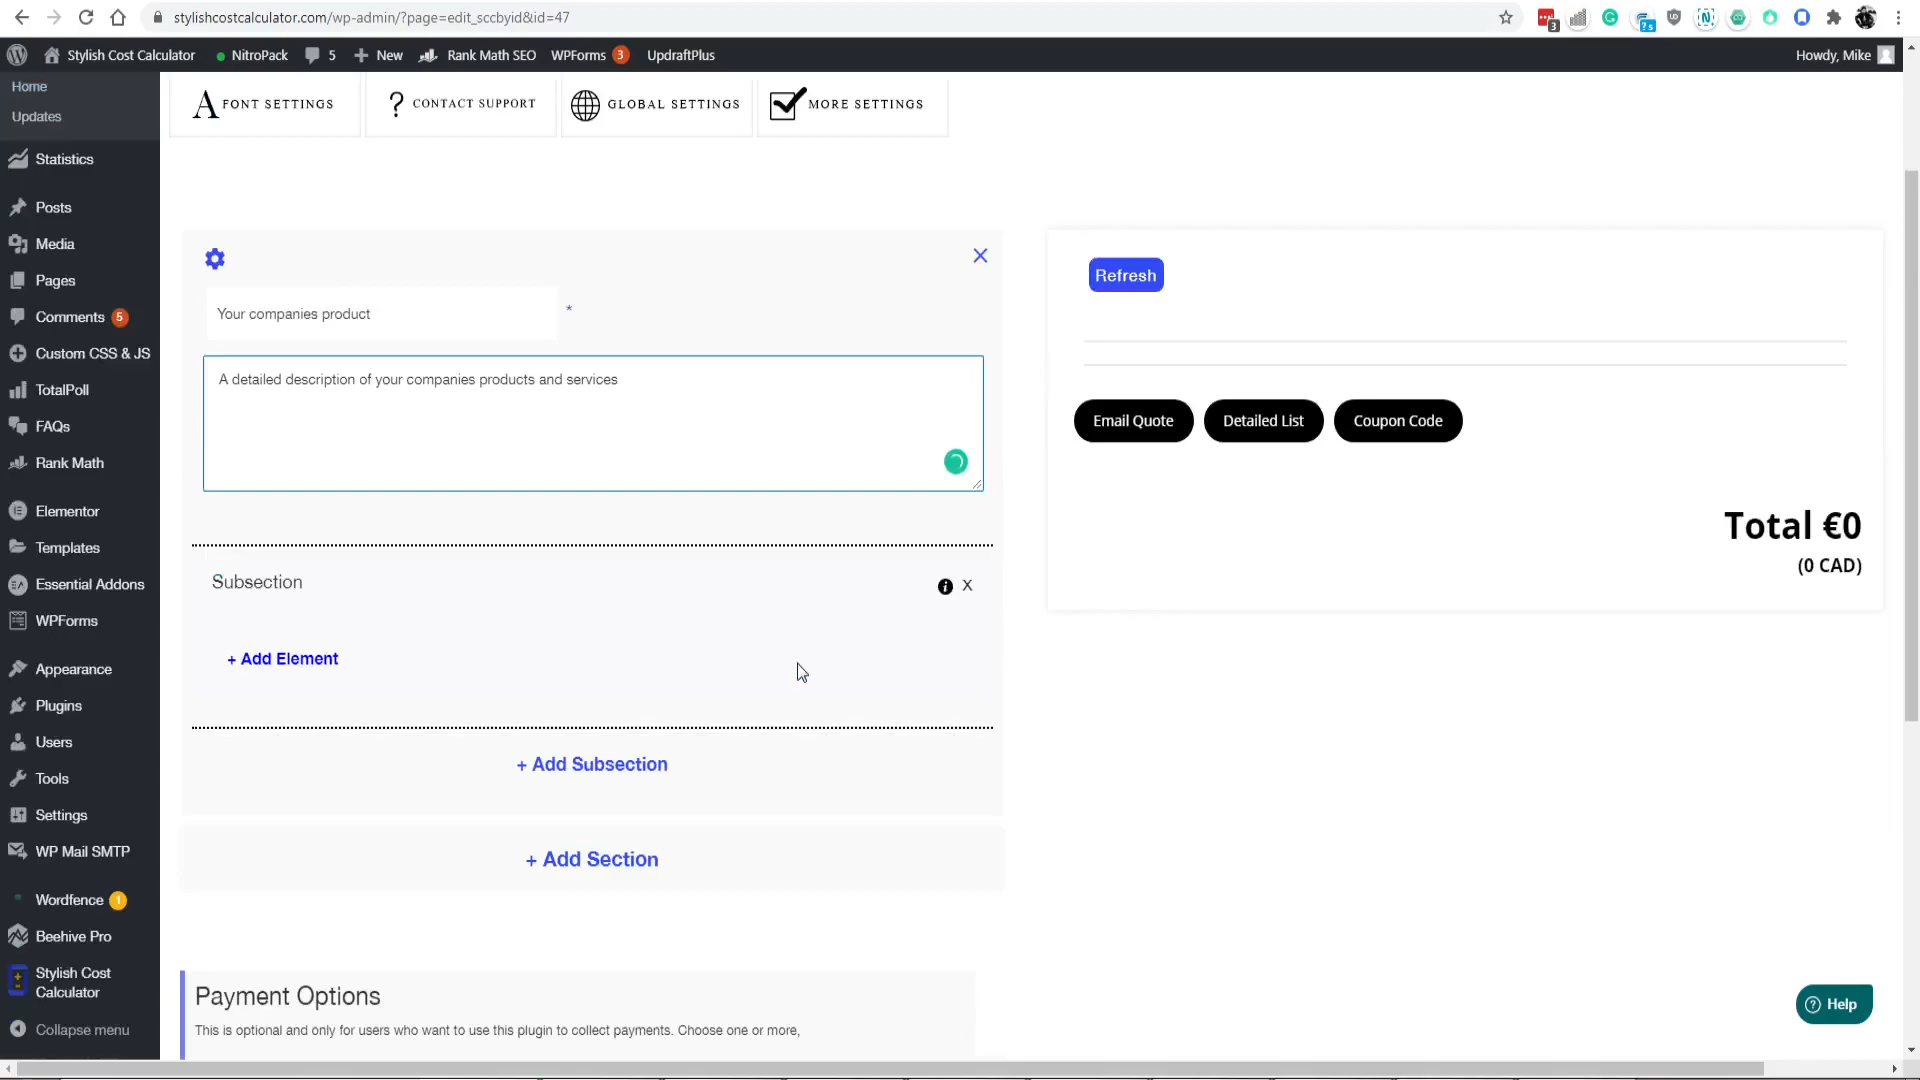 stylishcostcalculator.com/wp-admin/?page=edit_sccbyid&id=47
3
?s
Stylish Cost Calculator
NitroPack
5
New
Rank Math SEO
WPForms 3
UpdraftPlus
Howdy, Mike
Home
Updates
Statistics
Posts
Media
Pages
Comments 5
Custom CSS & JS
TotalPoll
FAQs
Rank Math
Elementor
Templates
Essential Addons
WPForms
Appearance
Plugins
Users
Tools
Settings
WP Mail SMTP
Wordfence 1
Beehive Pro
Stylish Cost
Calculator
Collapse menu
A FONT SETTINGS
? CONTACT SUPPORT
GLOBAL SETTINGS
MORE SETTINGS
Your companies product
*
A detailed description of your companies products and services
Subsection
X
+ Add Element
+ Add Subsection
+ Add Section
Payment Options
This is optional and only for users who want to use this plugin to collect payments. Choose one or more,
Refresh
Email Quote
Detailed List
Coupon Code
Total €0
(0 CAD)
Help